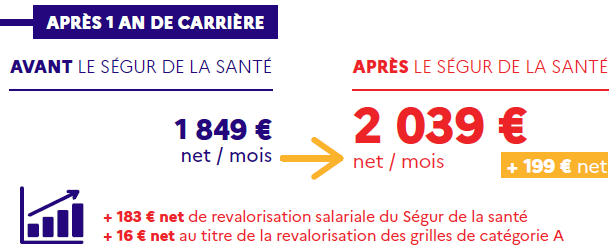 APRÈS 1 AN DE CARRIÈRE
AVANT LE SÉGUR DE LA SANTÉ
1 849 €
net / mois
APRÈS LE SÉGUR DE LA SANTÉ
2 039 €
net / mois
+ 199 € net
+ 183 € net de revalorisation salariale du Ségur de la santé
+ 16 € net au titre de la revalorisation des grilles de catégorie A